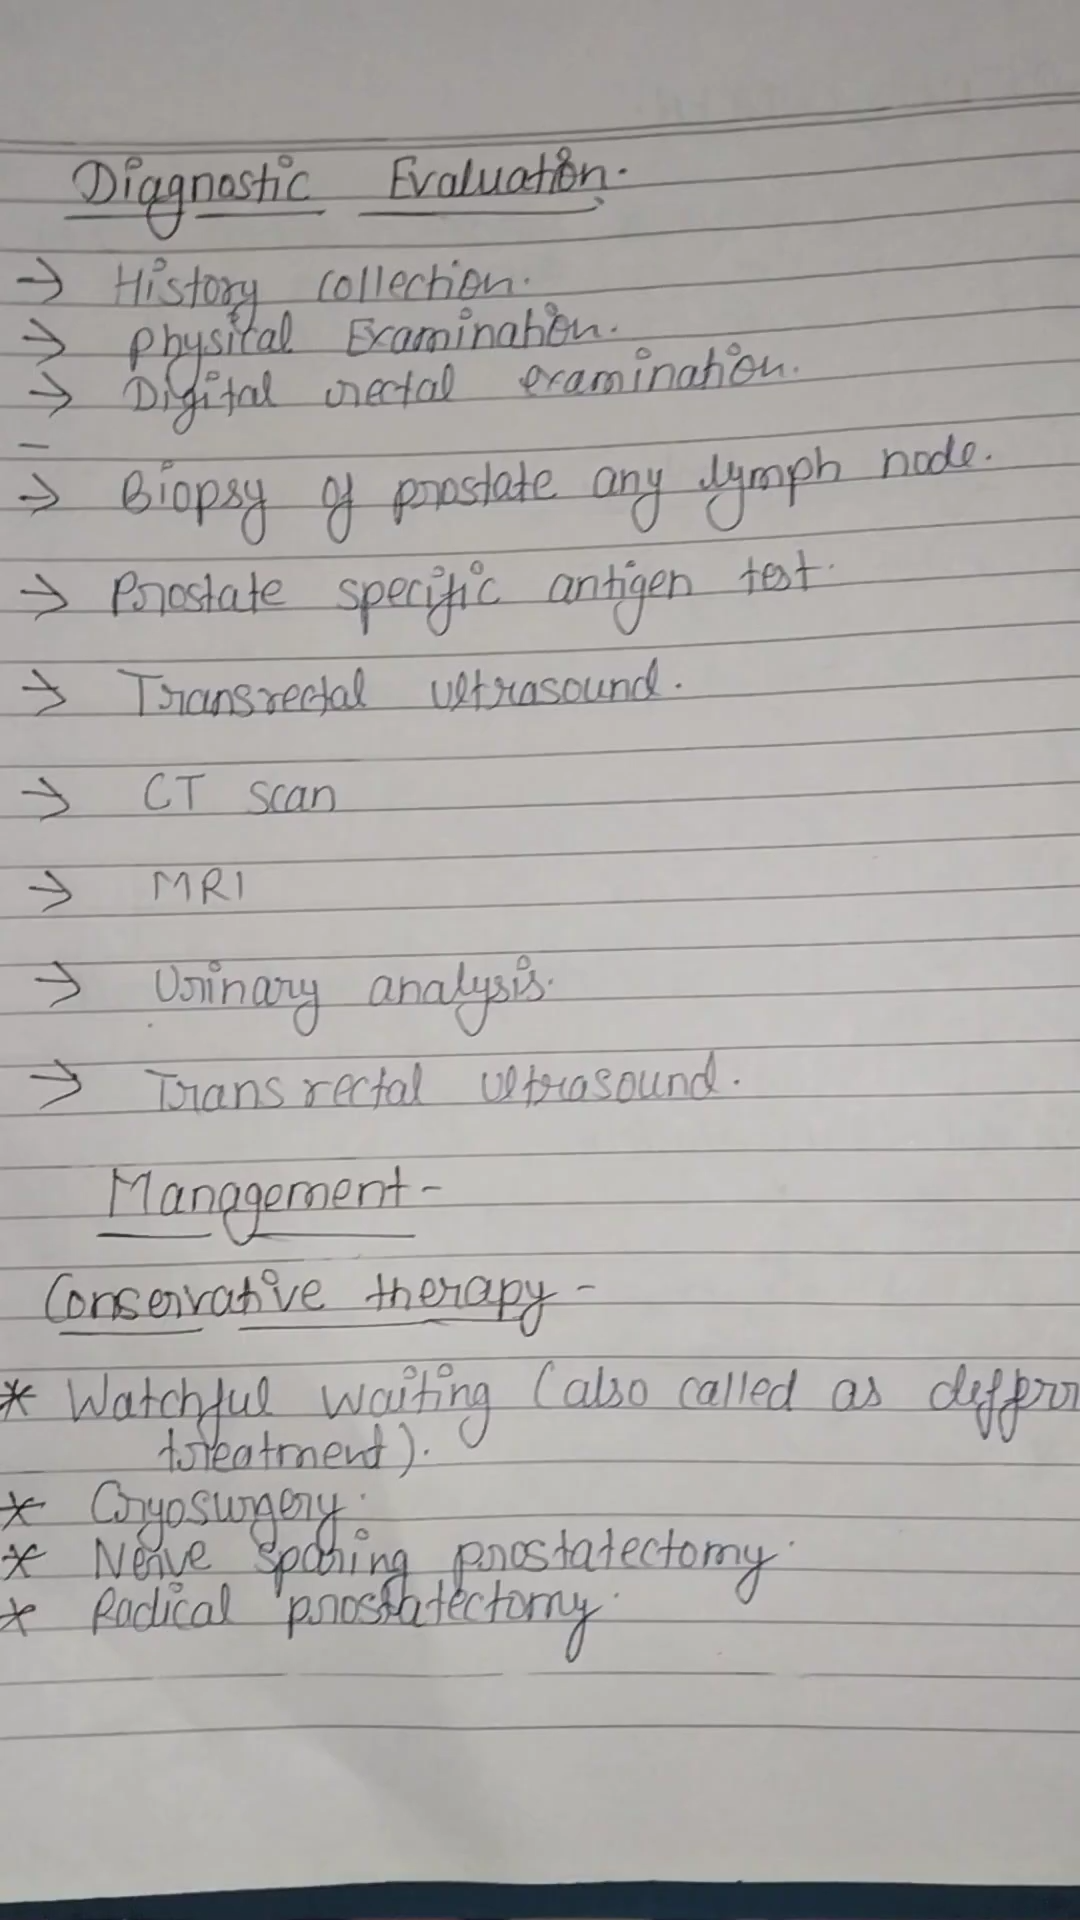 Diagnostic Evaluation.
→ History collection.
→ Physical Examination.
→ Digital rectal examination.
–
→ Biopsy of prostate any lymph node.
→ Prostate specific antigen test.
→ Transrectal ultrasound.
→ CT scan
→ MRI
→ Urinary analysis.
→ Trans rectal ultrasound.
Management -
Conservative therapy -
* Watchful waiting (also called as
treatment).
* Cryosurgery.
* Nerve sparing prostatectomy.
* Radical prostatectomy.